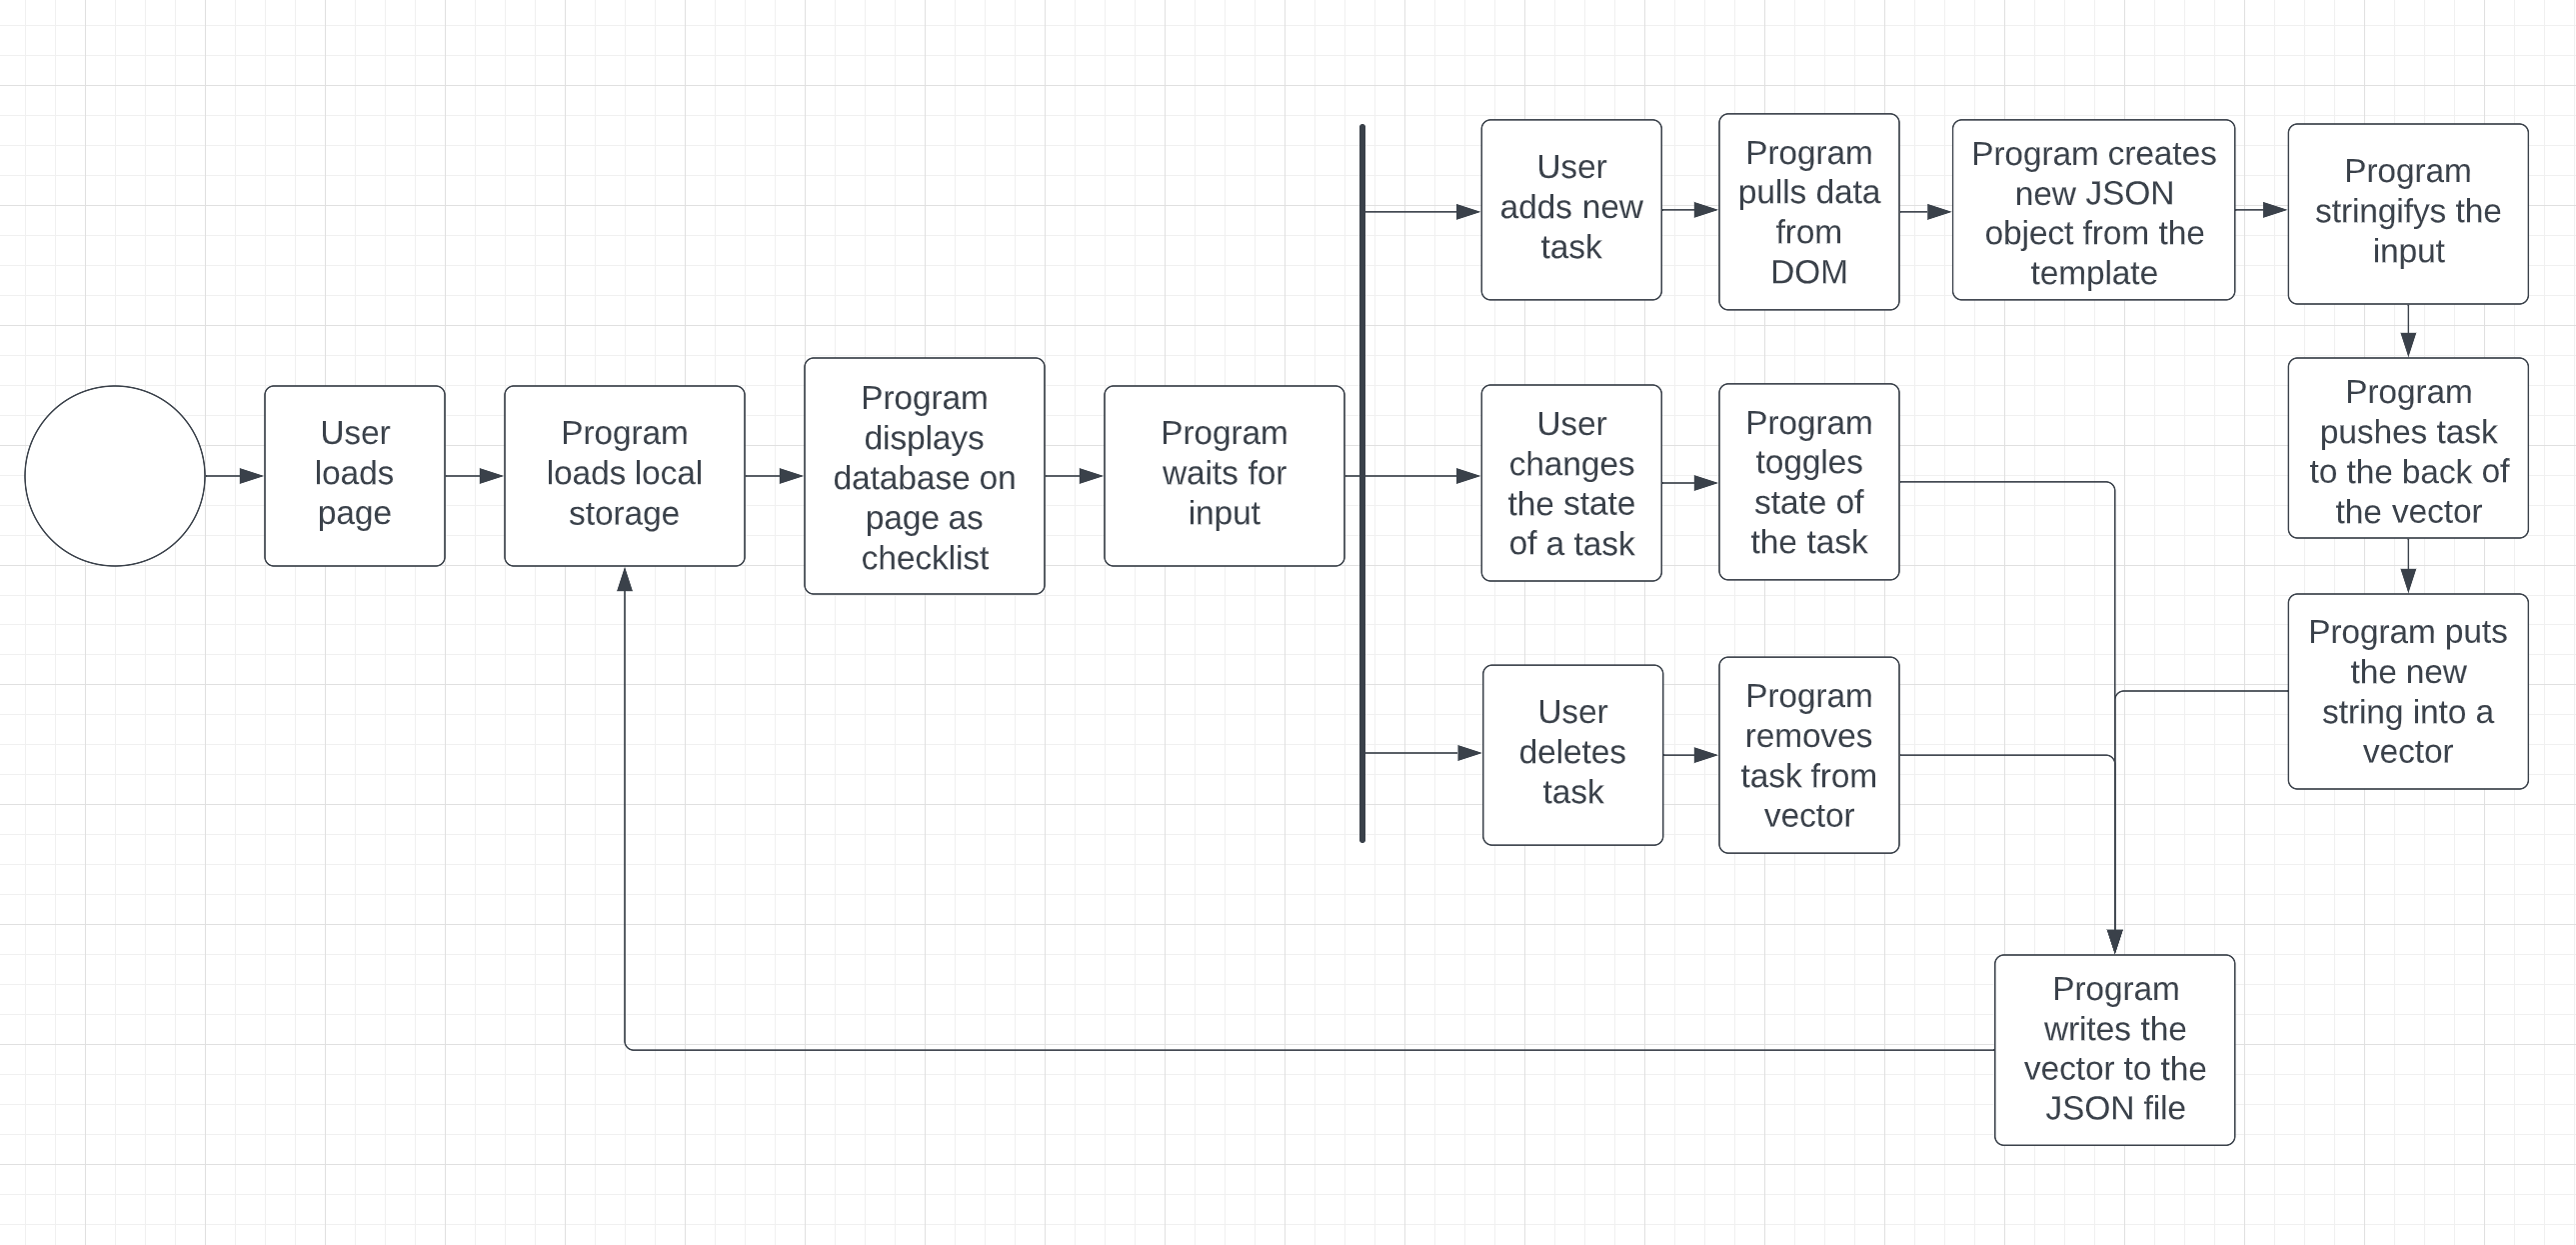 User
loads
page
Program
loads local
storage
Program
displays
database on
page as
checklist
Program
waits for
input
User
adds new
task
Program
pulls data
from
DOM
Program creates
new JSON
object from the
template
Program
stringifys the
input
Program
pushes task
to the back of
the vector
Program puts
the new
string into a
vector
User
changes
the state
of a task
Program
toggles
state of
the task
User
deletes
task
Program
removes
task from
vector
Program
writes the
vector to the
JSON file